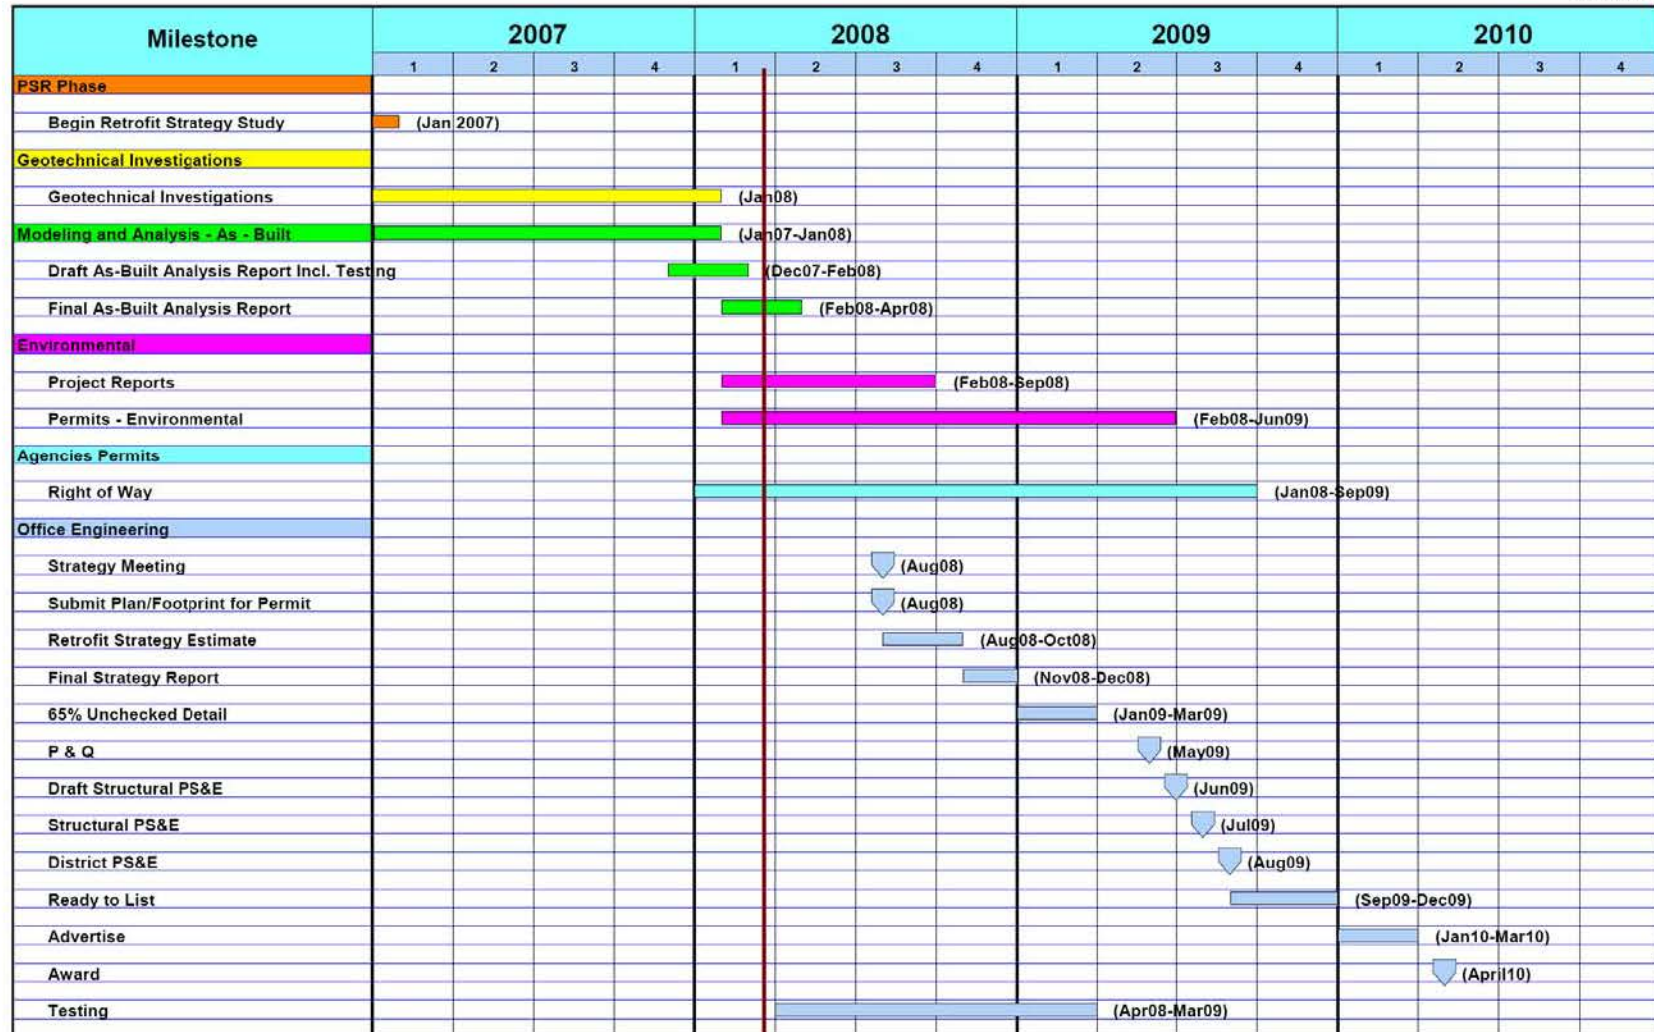 Milestone 2007 2008 2009 2010
1 2 3 4 1 2 3 4 1 2 3 4 1 2 3 4
PSR Phase
Begin Retrofit Strategy Study (Jan 2007)
Geotechnical Investigations
Geotechnical Investigations (Jan08)
Modeling and Analysis - As - Built (Jan07-Jan08)
Draft As-Built Analysis Report Incl. Testing (Dec07-Feb08)
Final As-Built Analysis Report (Feb08-Apr08)
Environmental
Project Reports (Feb08-Sep08)
Permits - Environmental (Feb08-Jun09)
Agencies Permits
Right of Way (Jan08-Sep09)
Office Engineering
Strategy Meeting (Aug08)
Submit Plan/Footprint for Permit (Aug08)
Retrofit Strategy Estimate (Aug08-Oct08)
Final Strategy Report (Nov08-Dec08)
65% Unchecked Detail (Jan09-Mar09)
P & Q (May09)
Draft Structural PS&E (Jun09)
Structural PS&E (Jul09)
District PS&E (Aug09)
Ready to List (Sep09-Dec09)
Advertise (Jan10-Mar10)
Award (April10)
Testing (Apr08-Mar09)